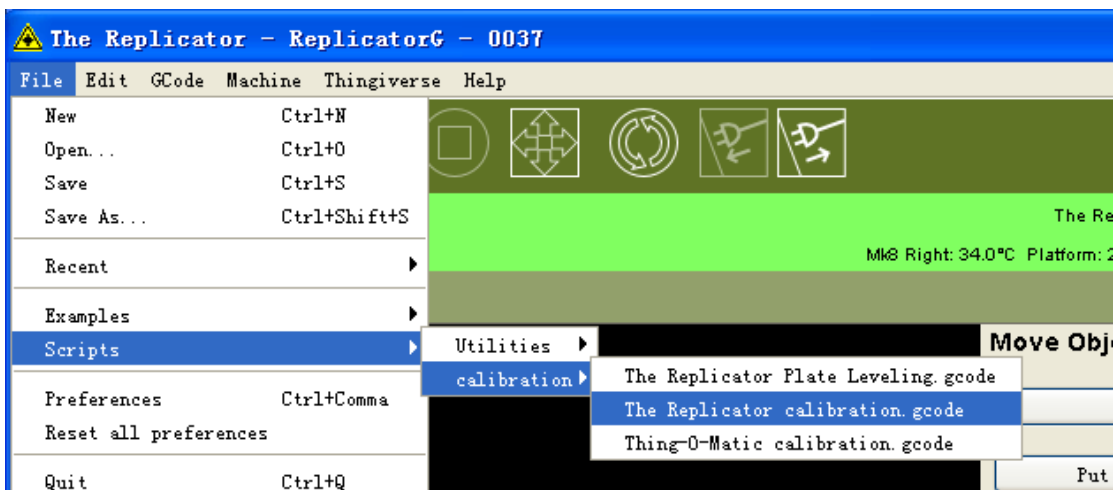 The Replicator - ReplicatorG - 0037
File Edit GCode Machine Thingiverse Help
New Ctrl+N
Open... Ctrl+O
Save Ctrl+S
Save As... Ctrl+Shift+S
The Re
Mk8 Right: 34.0°C Platform: 2
Recent
Examples
Scripts
Utilities
calibration
The Replicator Plate Leveling.gcode
The Replicator calibration.gcode
Thing-O-Matic calibration.gcode
Move Obj
Preferences Ctrl+Comma
Reset all preferences
Quit Ctrl+Q
Put